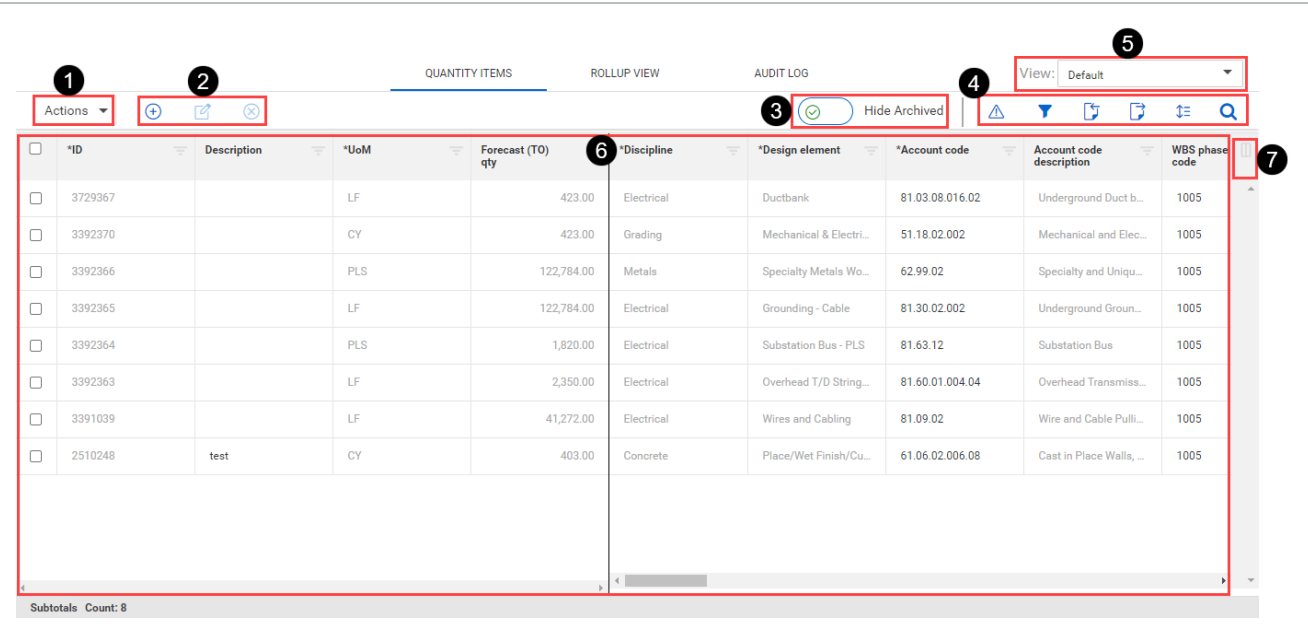 5
1 2 QUANTITY ITEMS ROLLUP VIEW AUDIT LOG 4 View: Default
Actions 3 Hide Archived
*ID Description *UoM Forecast (TO) qty 6 *Discipline *Design element *Account code Account code description WBS phase code 7
3729367 LF 423.00 Electrical Ductbank 81.03.08.016.02 Underground Duct b... 1005
3392370 CY 423.00 Grading Mechanical & Electri... 51.18.02.002 Mechanical and Elec... 1005
3392366 PLS 122,784.00 Metals Specialty Metals Wo... 62.99.02 Specialty and Uniqu... 1005
3392365 LF 122,784.00 Electrical Grounding - Cable 81.30.02.002 Underground Groun... 1005
3392364 PLS 1,820.00 Electrical Substation Bus - PLS 81.63.12 Substation Bus 1005
3392363 LF 2,350.00 Electrical Overhead T/D String... 81.60.01.004.04 Overhead Transmiss... 1005
3391039 LF 41,272.00 Electrical Wires and Cabling 81.09.02 Wire and Cable Pulli... 1005
2510248 test CY 403.00 Concrete Place/Wet Finish/Cu... 61.06.02.006.08 Cast in Place Walls, ... 1005
Subtotals Count: 8